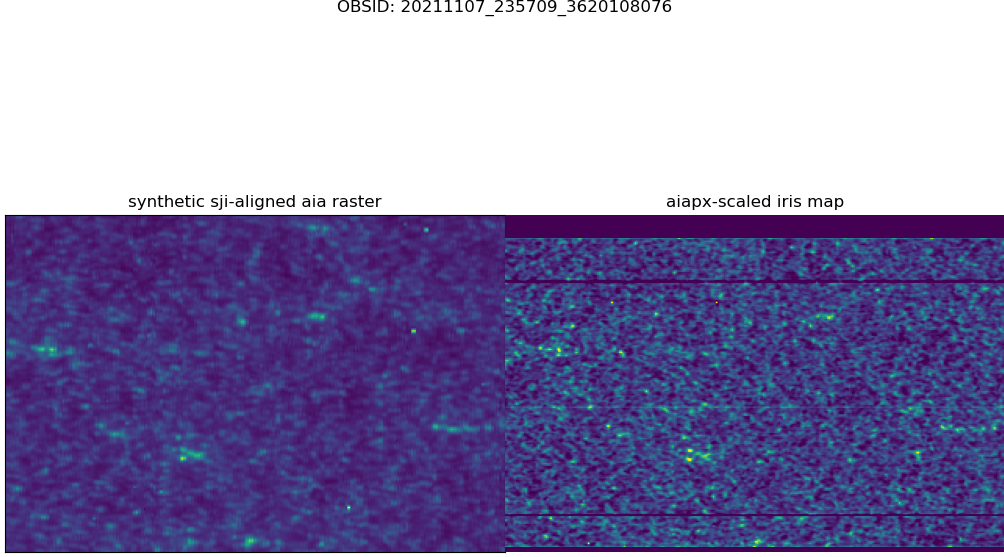 OBSID: 20211107_235709_3620108076
synthetic sji-aligned aia raster
aiapx-scaled iris map